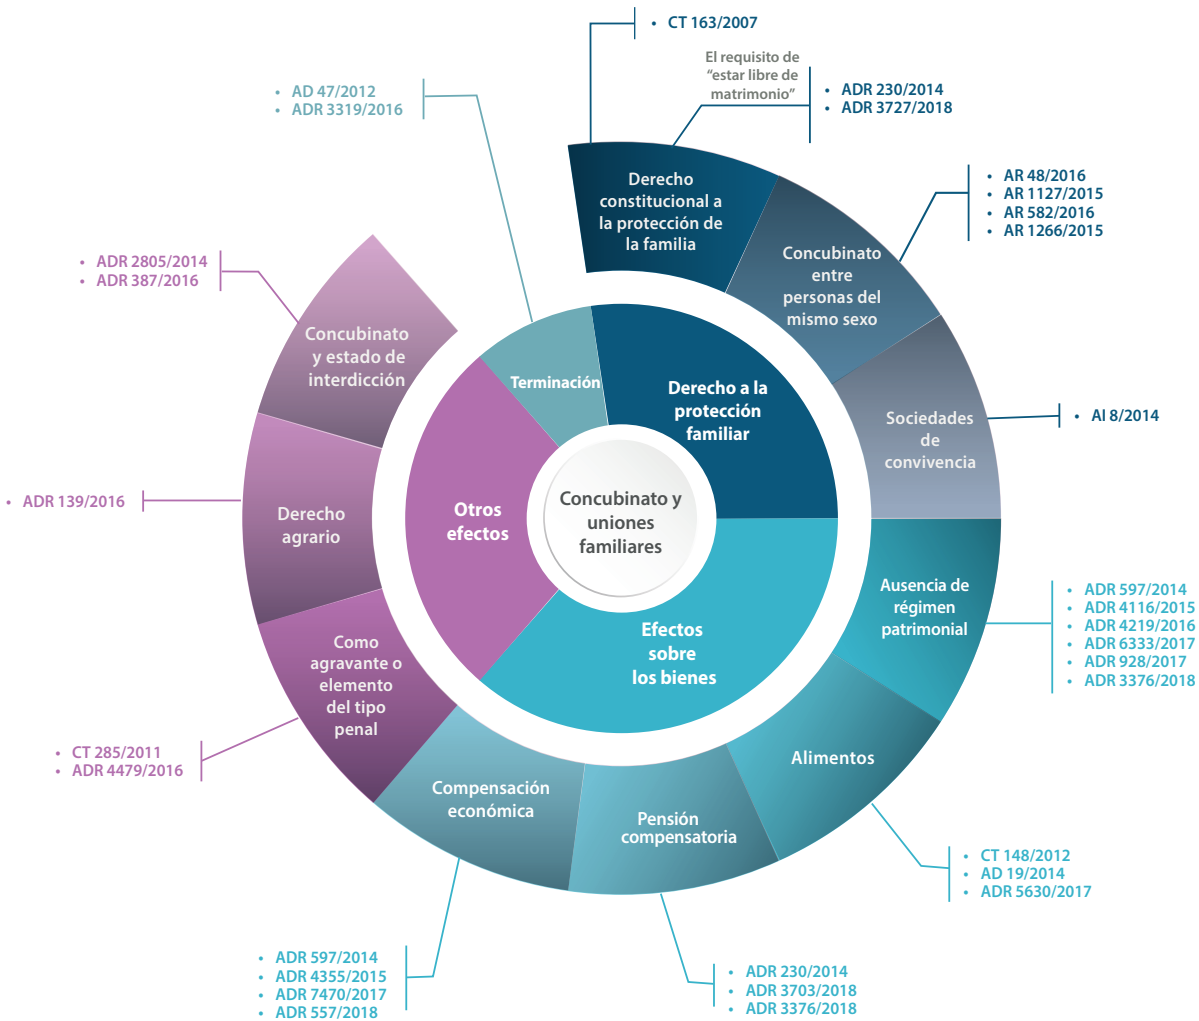 • CT 163/2007
El requisito de
“estar libre de
matrimonio”
• ADR 230/2014
• ADR 3727/2018
• AD 47/2012
• ADR 3319/2016
Derecho
constitucional a
la protección de
la familia
• AR 48/2016
• AR 1127/2015
• AR 582/2016
• AR 1266/2015
Concubinato
entre
personas del
mismo sexo
• ADR 2805/2014
• ADR 387/2016
Concubinato
y estado de
interdicción
Terminación
Derecho a la
protección
familiar
Sociedades
de
convivencia
• AI 8/2014
• ADR 139/2016
Derecho
agrario
Otros
efectos
Concubinato y
uniones
familiares
Ausencia de
régimen
patrimonial
• ADR 597/2014
• ADR 4116/2015
• ADR 4219/2016
• ADR 6333/2017
• ADR 928/2017
• ADR 3376/2018
Efectos
sobre
los bienes
Como
agravante o
elemento
del tipo
penal
• CT 285/2011
• ADR 4479/2016
Alimentos
Compensación
económica
Pensión
compensatoria
• CT 148/2012
• AD 19/2014
• ADR 5630/2017
• ADR 597/2014
• ADR 4355/2015
• ADR 7470/2017
• ADR 557/2018
• ADR 230/2014
• ADR 3703/2018
• ADR 3376/2018